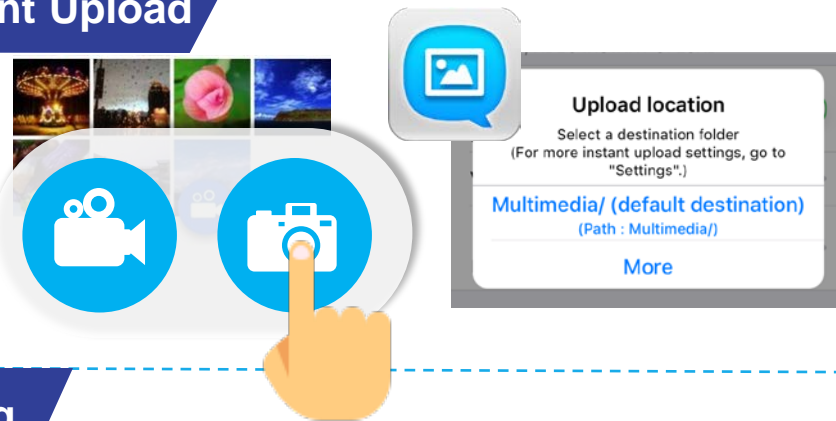 Upload
Upload location
Select a destination folder
(For more instant upload settings, go to
"Settings".)
Multimedia/ (default destination)
(Path : Multimedia/)
More